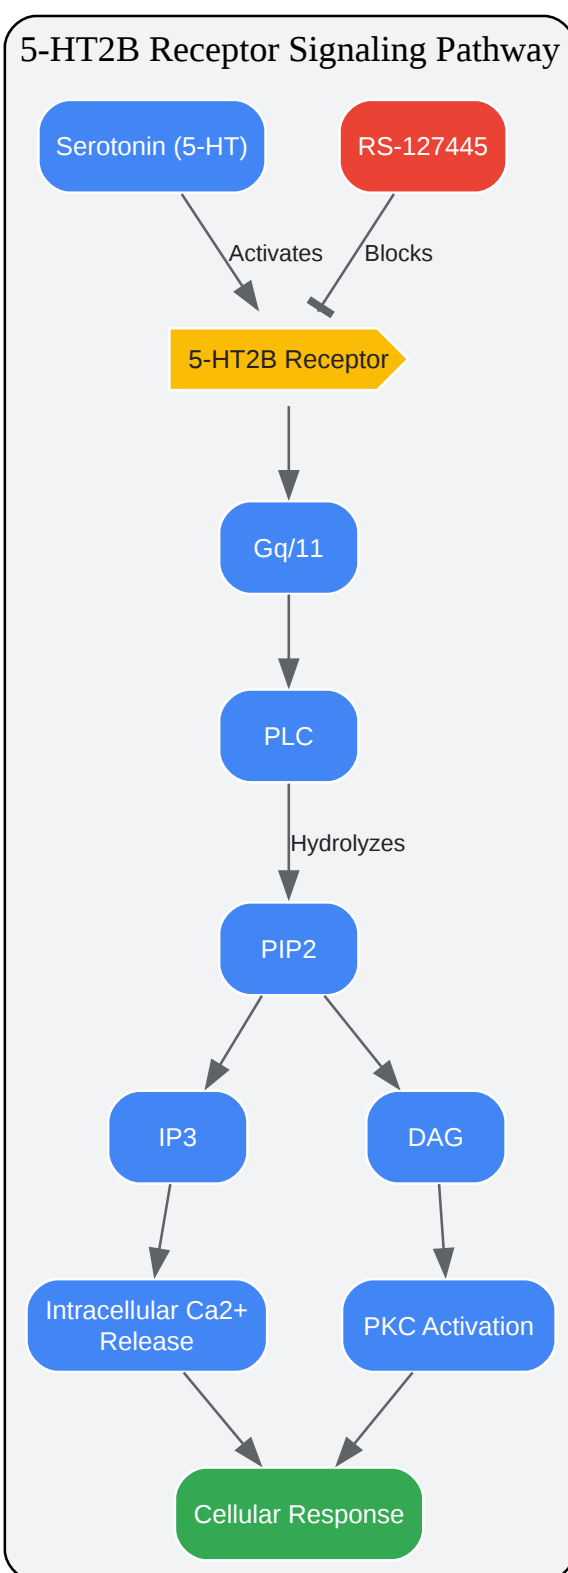 5-HT2B Receptor Signaling Pathway
Serotonin (5-HT)
RS-127445
Activates
Blocks
5-HT2B Receptor
Gq/11
PLC
Hydrolyzes
PIP2
IP3
DAG
Intracellular Ca2+
Release
PKC Activation
Cellular Response